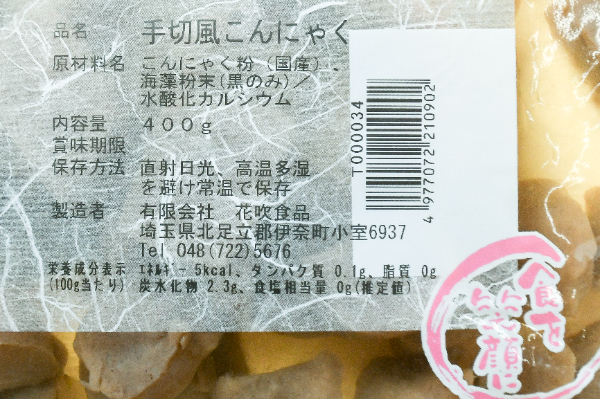 品名 手切風こんにゃく
原材料名 こんにゃく粉(国産)、
海藻粉末(黒のみ)/
水酸化カルシウム
内容量 400g
賞味期限
保存方法 直射日光、高温多湿
を避け常温で保存
製造者 有限会社 花吹食品
埼玉県北足立郡伊奈町小室6937
Tel 048(722)5676
栄養成分表示 ｴﾈﾙｷﾞｰ 5kcal、タンパク質 0.1g、脂質 0g
(100g当たり) 炭水化物 2.3g、食塩相当量 0g(推定値)
T000034
4977072210902
食を
笑顔に